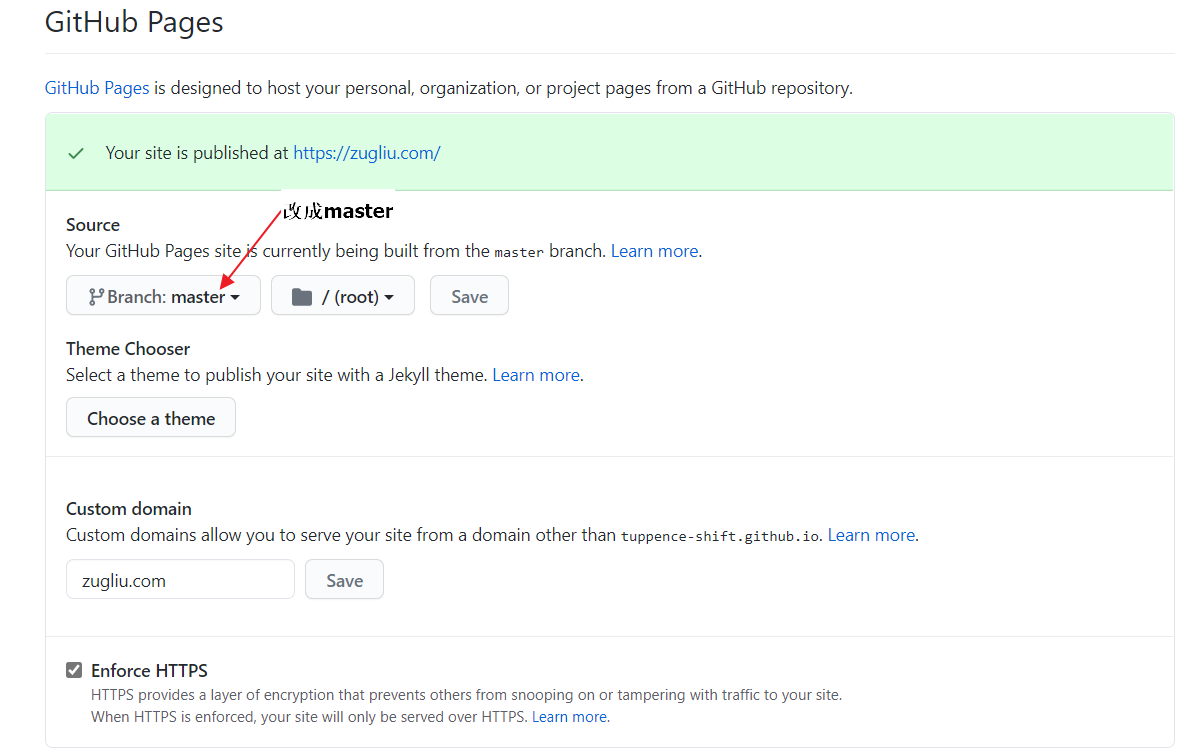 GitHub Pages
GitHub Pages is designed to host your personal, organization, or project pages from a GitHub repository.
Your site is published at https://zugliu.com/
改成master
Source
Your GitHub Pages site is currently being built from the master branch. Learn more.
Branch: master / (root) Save
Theme Chooser
Select a theme to publish your site with a Jekyll theme. Learn more.
Choose a theme
Custom domain
Custom domains allow you to serve your site from a domain other than tuppence-shift.github.io. Learn more.
zugliu.com Save
Enforce HTTPS
HTTPS provides a layer of encryption that prevents others from snooping on or tampering with traffic to your site.
When HTTPS is enforced, your site will only be served over HTTPS. Learn more.